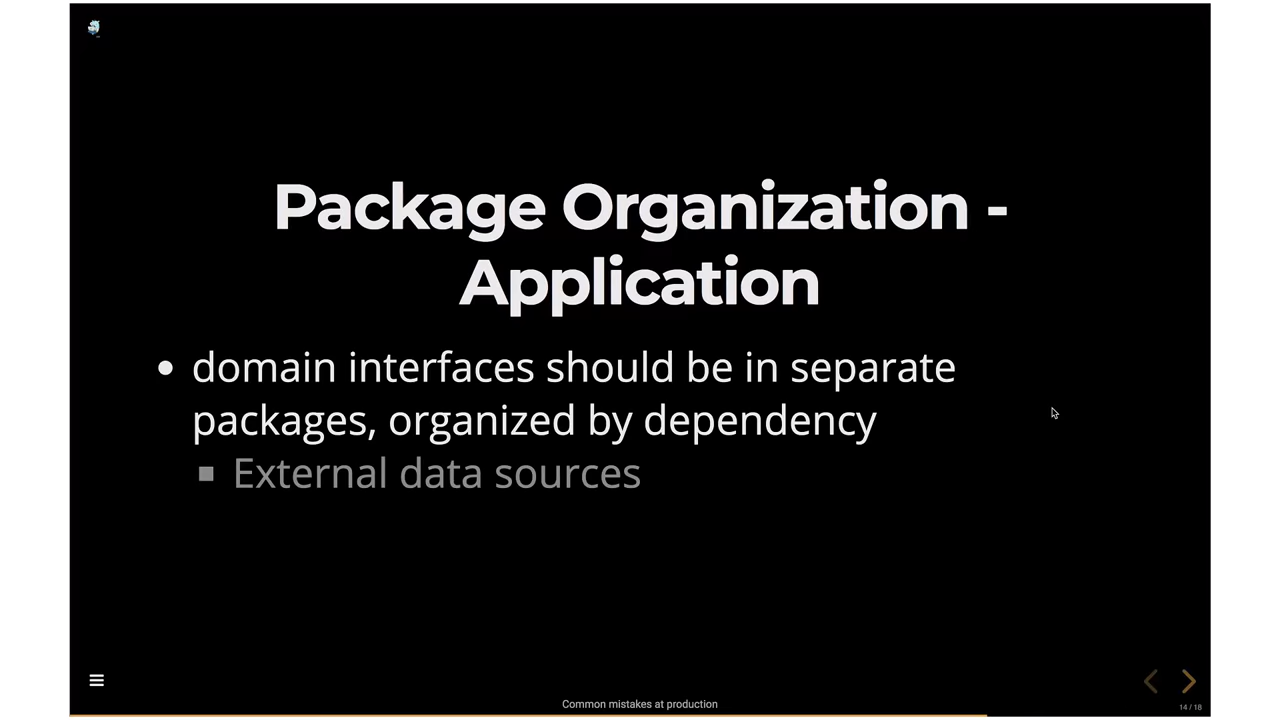 Package Organization -
Application
domain interfaces should be in separate
packages, organized by dependency
External data sources
Common mistakes at production
14 / 18